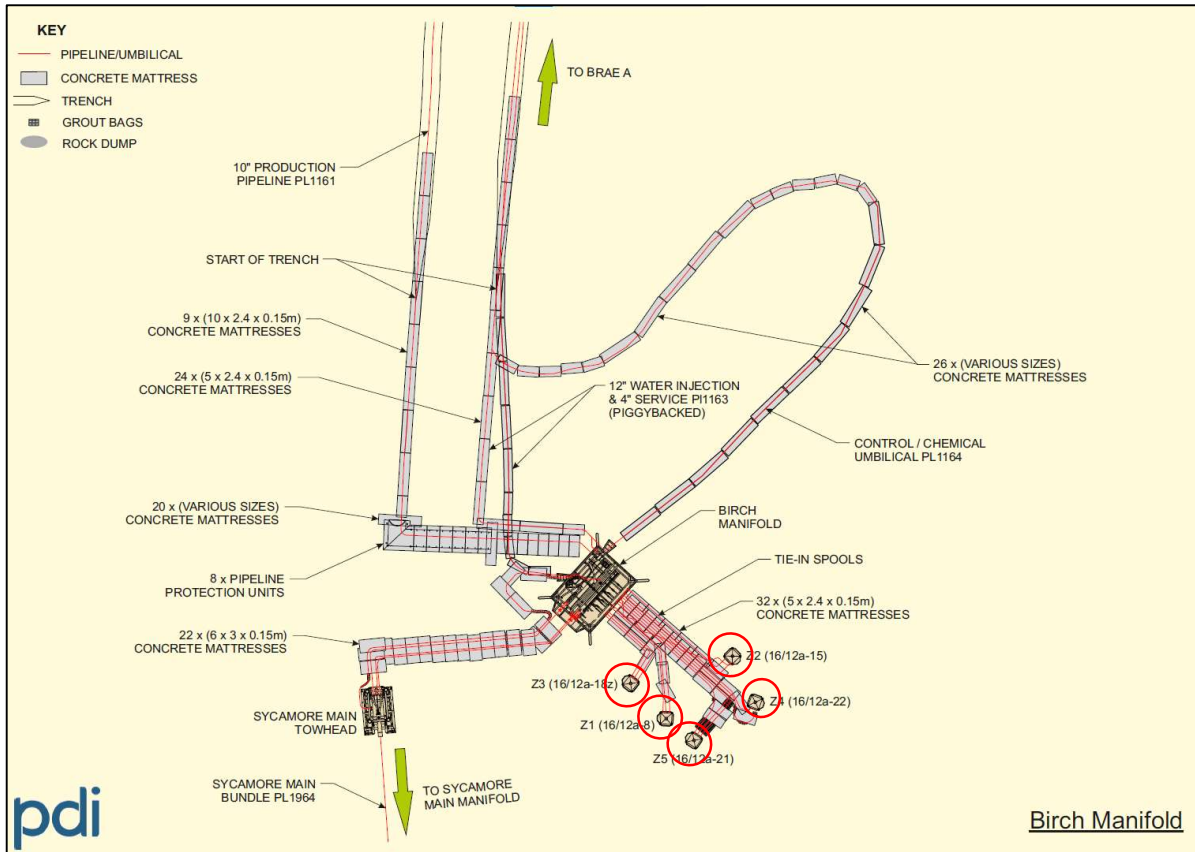 KEY
PIPELINE/UMBILICAL
CONCRETE MATTRESS
TRENCH
GROUT BAGS
ROCK DUMP
TO BRAE A
10" PRODUCTION
PIPELINE PL1161
START OF TRENCH
9 x (10 x 2.4 x 0.15m)
CONCRETE MATTRESSES
24 x (5 x 2.4 x 0.15m)
CONCRETE MATTRESSES
12" WATER INJECTION
& 4" SERVICE PI1163
(PIGGYBACKED)
26 x (VARIOUS SIZES)
CONCRETE MATTRESSES
CONTROL / CHEMICAL
UMBILICAL PL1164
20 x (VARIOUS SIZES)
CONCRETE MATTRESSES
BIRCH
MANIFOLD
TIE-IN SPOOLS
8 x PIPELINE
PROTECTION UNITS
32 x (5 x 2.4 x 0.15m)
CONCRETE MATTRESSES
22 x (6 x 3 x 0.15m)
CONCRETE MATTRESSES
Z2 (16/12a-15)
Z3 (16/12a-18z)
Z4 (16/12a-22)
Z1 (16/12a-8)
Z5 (16/12a-21)
SYCAMORE MAIN
TOWHEAD
SYCAMORE MAIN
BUNDLE PL1964
TO SYCAMORE
MAIN MANIFOLD
pdi
Birch Manifold